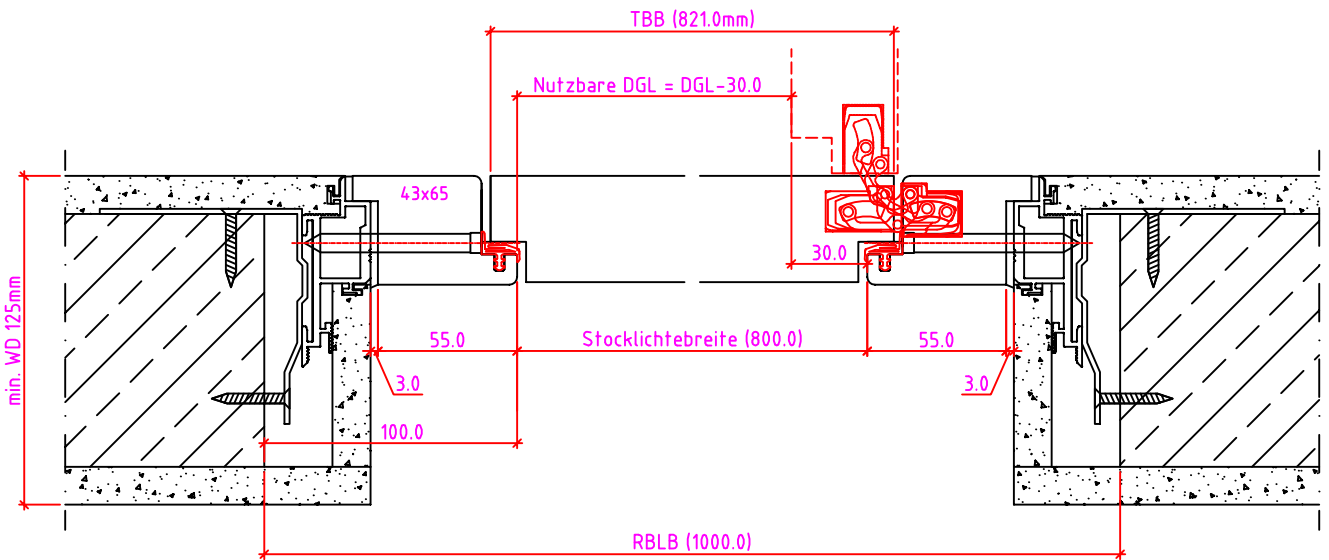 TBB (821.0mm)
Nutzbare DGL = DGL-30.0
43x65
30.0
min. WD 125mm
55.0
Stocklichtebreite (800.0)
55.0
3.0
3.0
100.0
RBLB (1000.0)